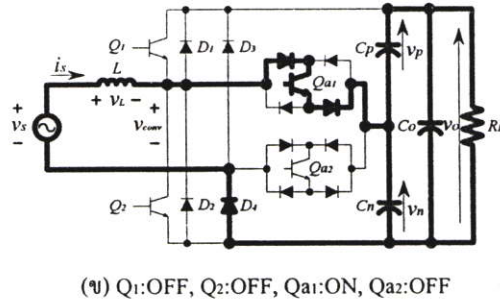 Q1
D1
D3
Cp
vp
is
L
+ vL −
Qa1
+
vs
−
+
vconv
−
Co
vo
RL
Qa2
Q2
D2
D4
Cn
vn
(ข) Q1:OFF, Q2:OFF, Qa1:ON, Qa2:OFF